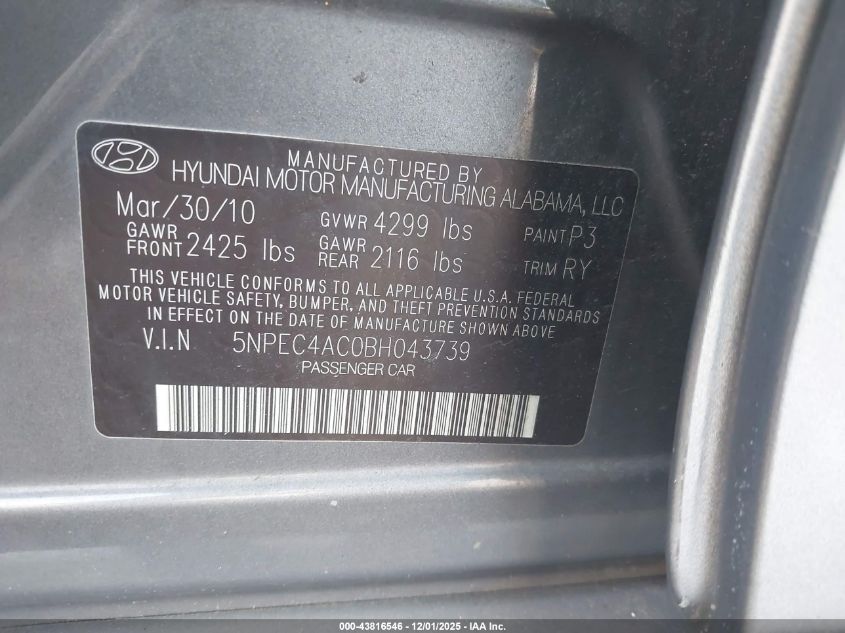 MANUFACTURED BY
HYUNDAI MOTOR MANUFACTURING ALABAMA, LLC
Mar/30/10 GVWR 4299 lbs PAINT P3
GAWR FRONT 2425 lbs GAWR REAR 2116 lbs TRIM RY
THIS VEHICLE CONFORMS TO ALL APPLICABLE U.S.A. FEDERAL
MOTOR VEHICLE SAFETY, BUMPER, AND THEFT PREVENTION STANDARDS
IN EFFECT ON THE DATE OF MANUFACTURE SHOWN ABOVE
V.I.N 5NPEC4AC0BH043739
PASSENGER CAR
000-43816546 - 12/01/2025 - IAA Inc.